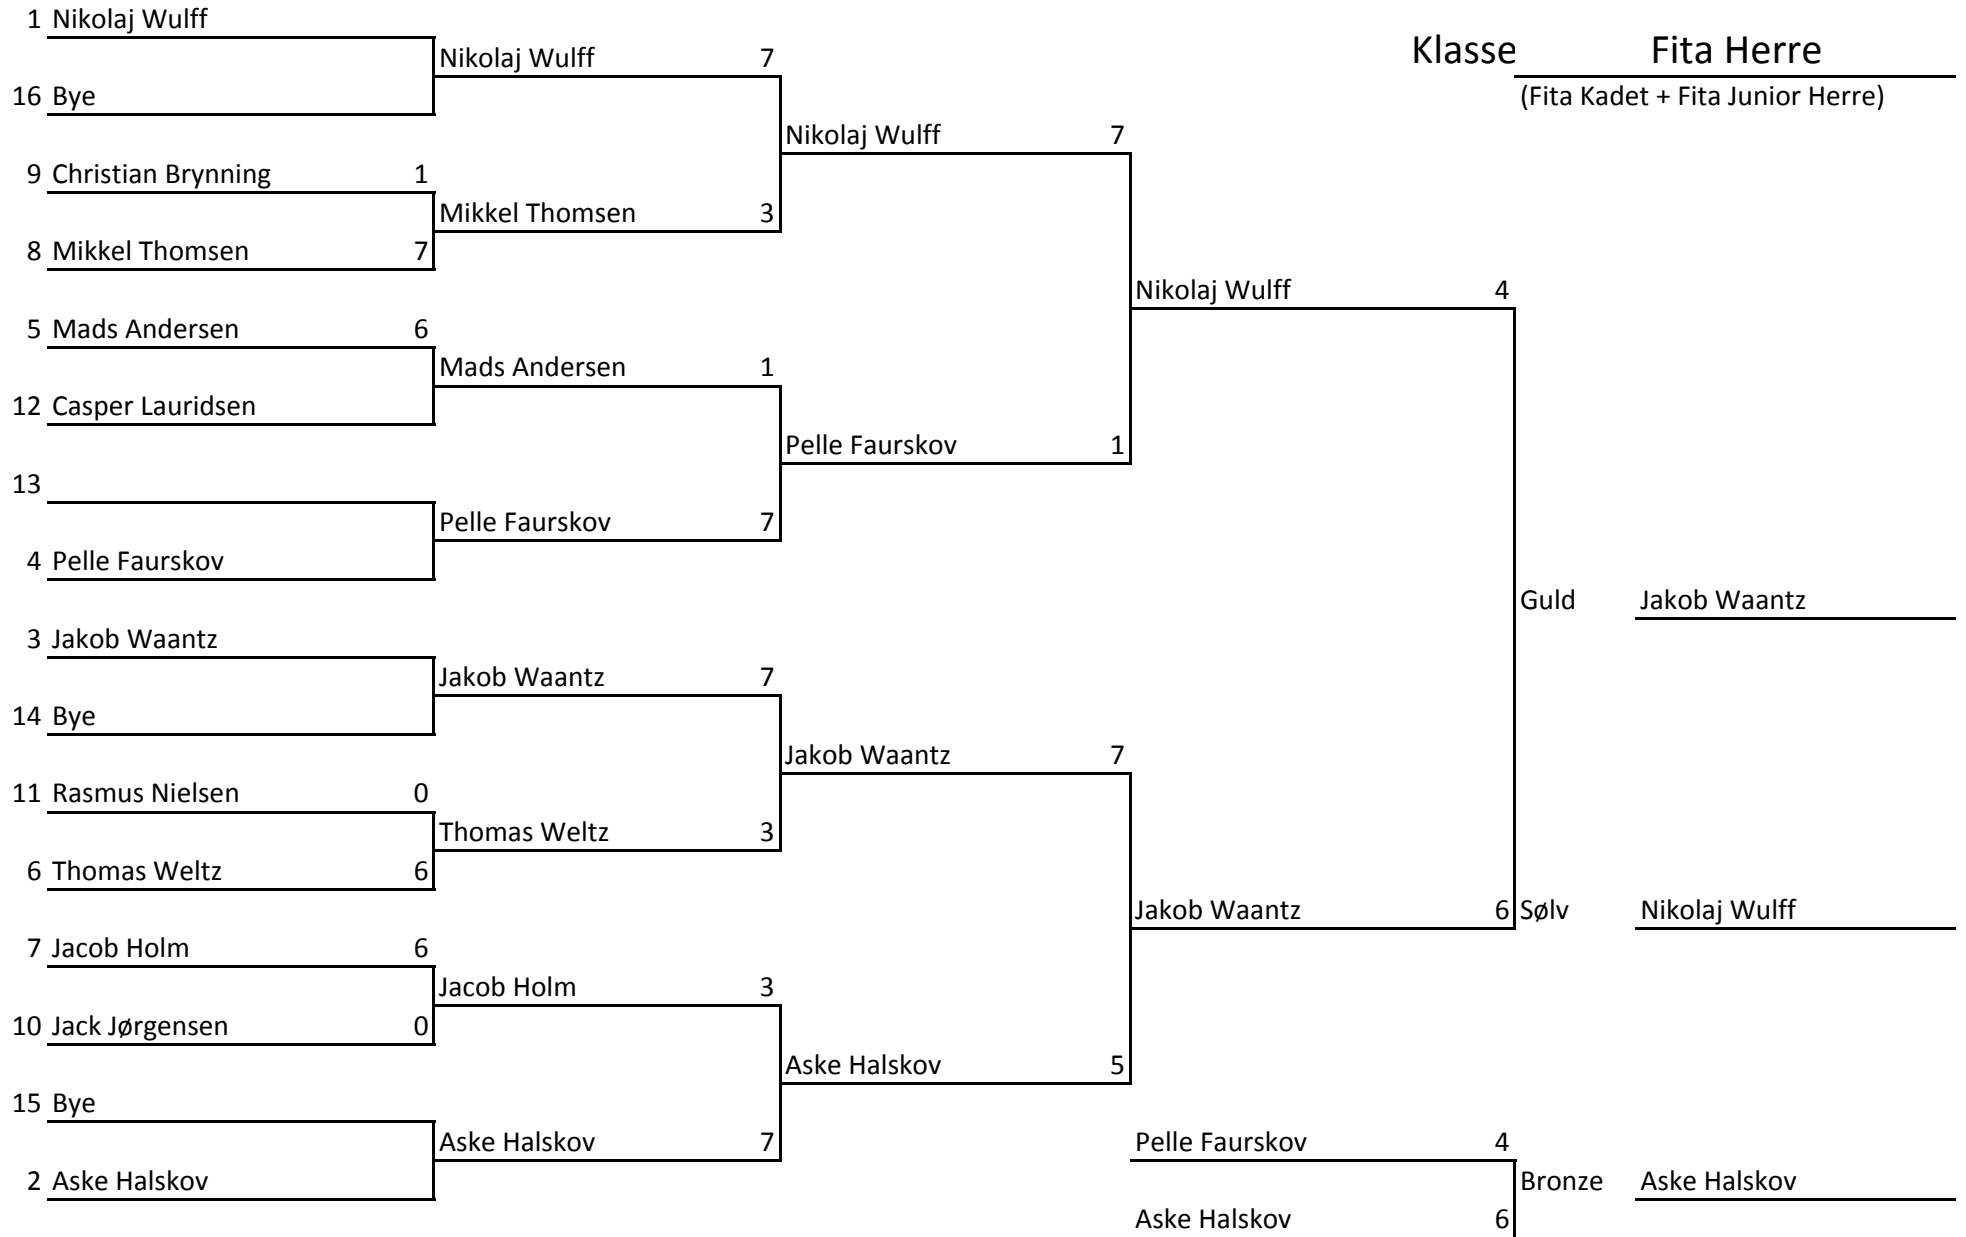 1 Nikolaj Wulff
Nikolaj Wulff 7
Klasse Fita Herre
16 Bye
(Fita Kadet + Fita Junior Herre)
Nikolaj Wulff 7
9 Christian Brynning 1
Mikkel Thomsen 3
8 Mikkel Thomsen 7
Nikolaj Wulff 4
5 Mads Andersen 6
Mads Andersen 1
12 Casper Lauridsen
Pelle Faurskov 1
13
Pelle Faurskov 7
4 Pelle Faurskov
Guld Jakob Waantz
3 Jakob Waantz
Jakob Waantz 7
14 Bye
Jakob Waantz 7
11 Rasmus Nielsen 0
Thomas Weltz 3
6 Thomas Weltz 6
Jakob Waantz 6 Sølv Nikolaj Wulff
7 Jacob Holm 6
Jacob Holm 3
10 Jack Jørgensen 0
Aske Halskov 5
15 Bye
Aske Halskov 7 Pelle Faurskov 4
2 Aske Halskov Bronze Aske Halskov
Aske Halskov 6